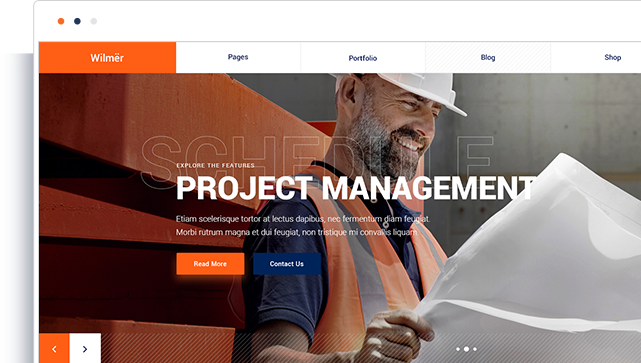 Wilmër
Pages
Portfolio
Blog
Shop
SCHEDULE
EXPLORE THE FEATURES
PROJECT MANAGEMENT
Etiam scelerisque tortor at lectus dapibus, nec fermentum diam feugiat.
Morbi rutrum magna et dui feugiat, non tristique mi convallis liquam
Read More
Contact Us